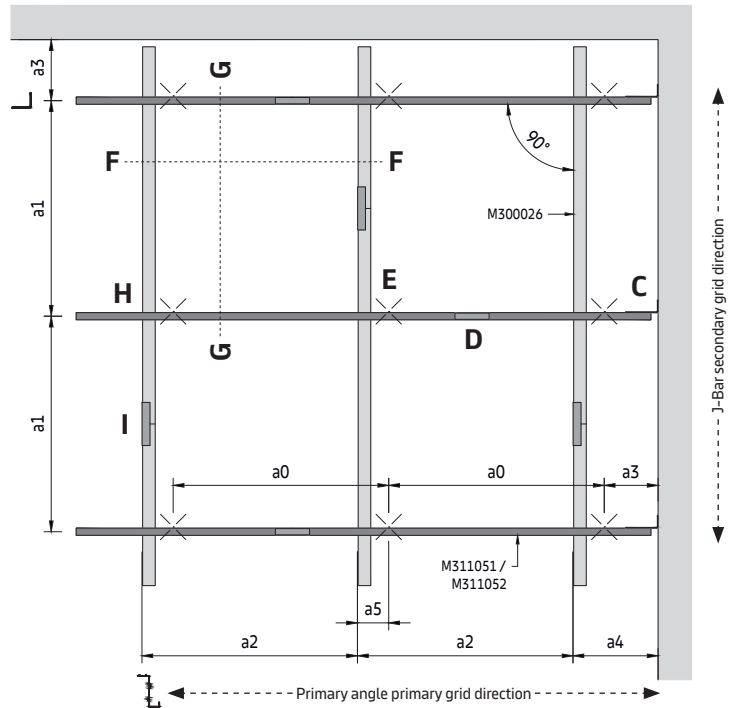 a3
G
F
F
90°
a1
M300026
J-Bar secondary grid direction
H
E
C
G
D
a1
I
a0
a0
a3
M311051 /
M311052
a5
a2
a2
a4
Primary angle primary grid direction